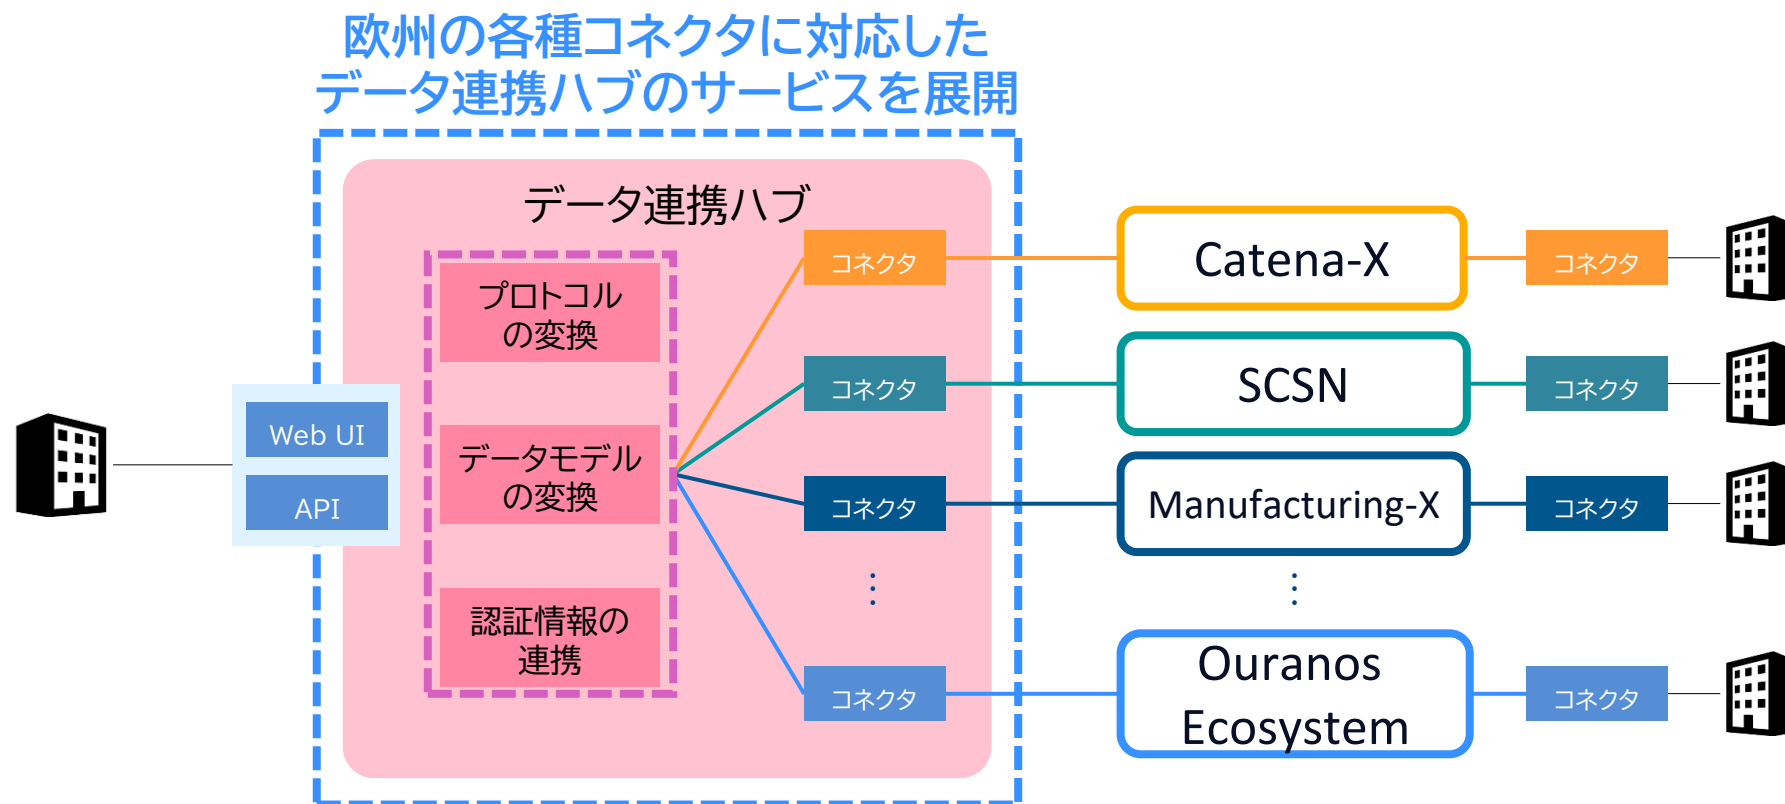 欧州の各種コネクタに対応した
データ連携ハブのサービスを展開
データ連携ハブ
プロトコル
の変換
データモデル
の変換
認証情報の
連携
Web UI
API
コネクタ
コネクタ
コネクタ
⋮
コネクタ
Catena-X
SCSN
Manufacturing-X
⋮
Ouranos
Ecosystem
コネクタ
コネクタ
コネクタ
コネクタ